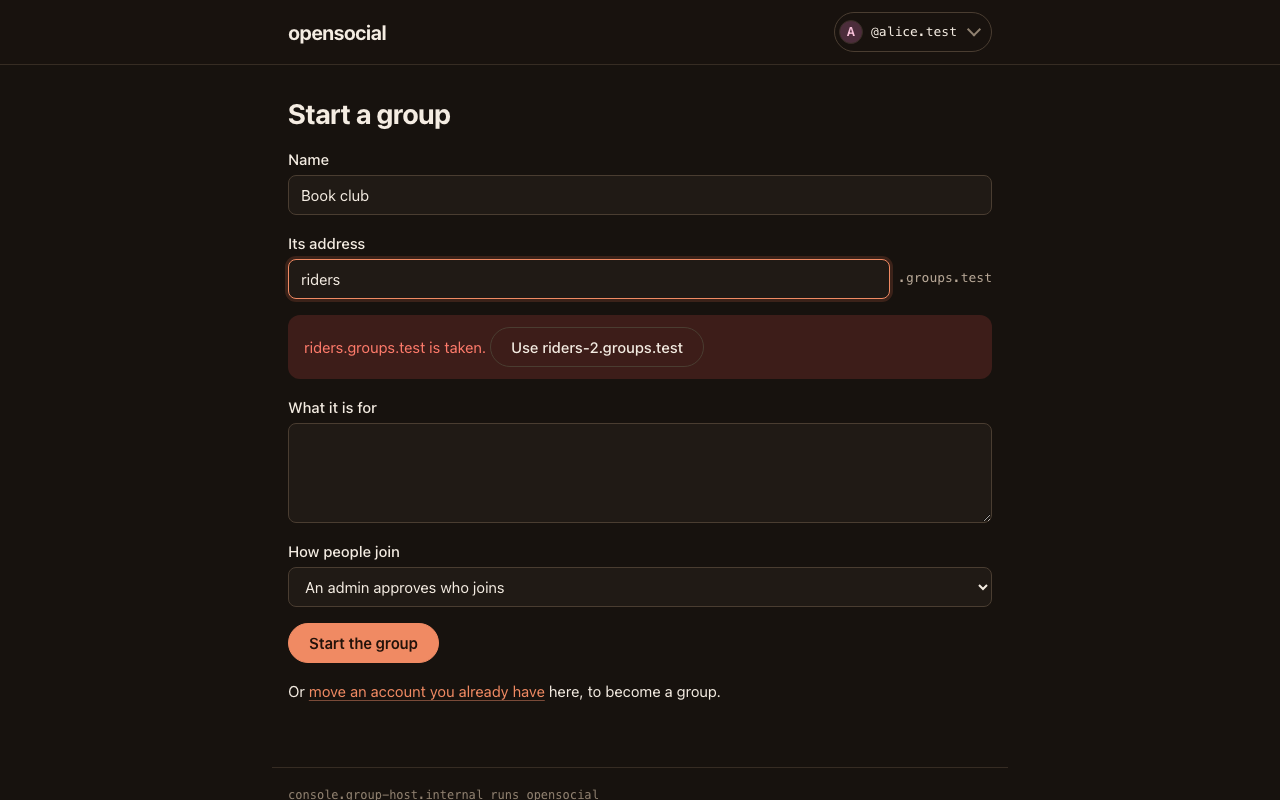 opensocial
A @alice.test
Start a group
Name
Book club
Its address
riders .groups.test
riders.groups.test is taken. Use riders-2.groups.test
What it is for
How people join
An admin approves who joins
Start the group
Or move an account you already have here, to become a group.
console.group-host.internal runs opensocial